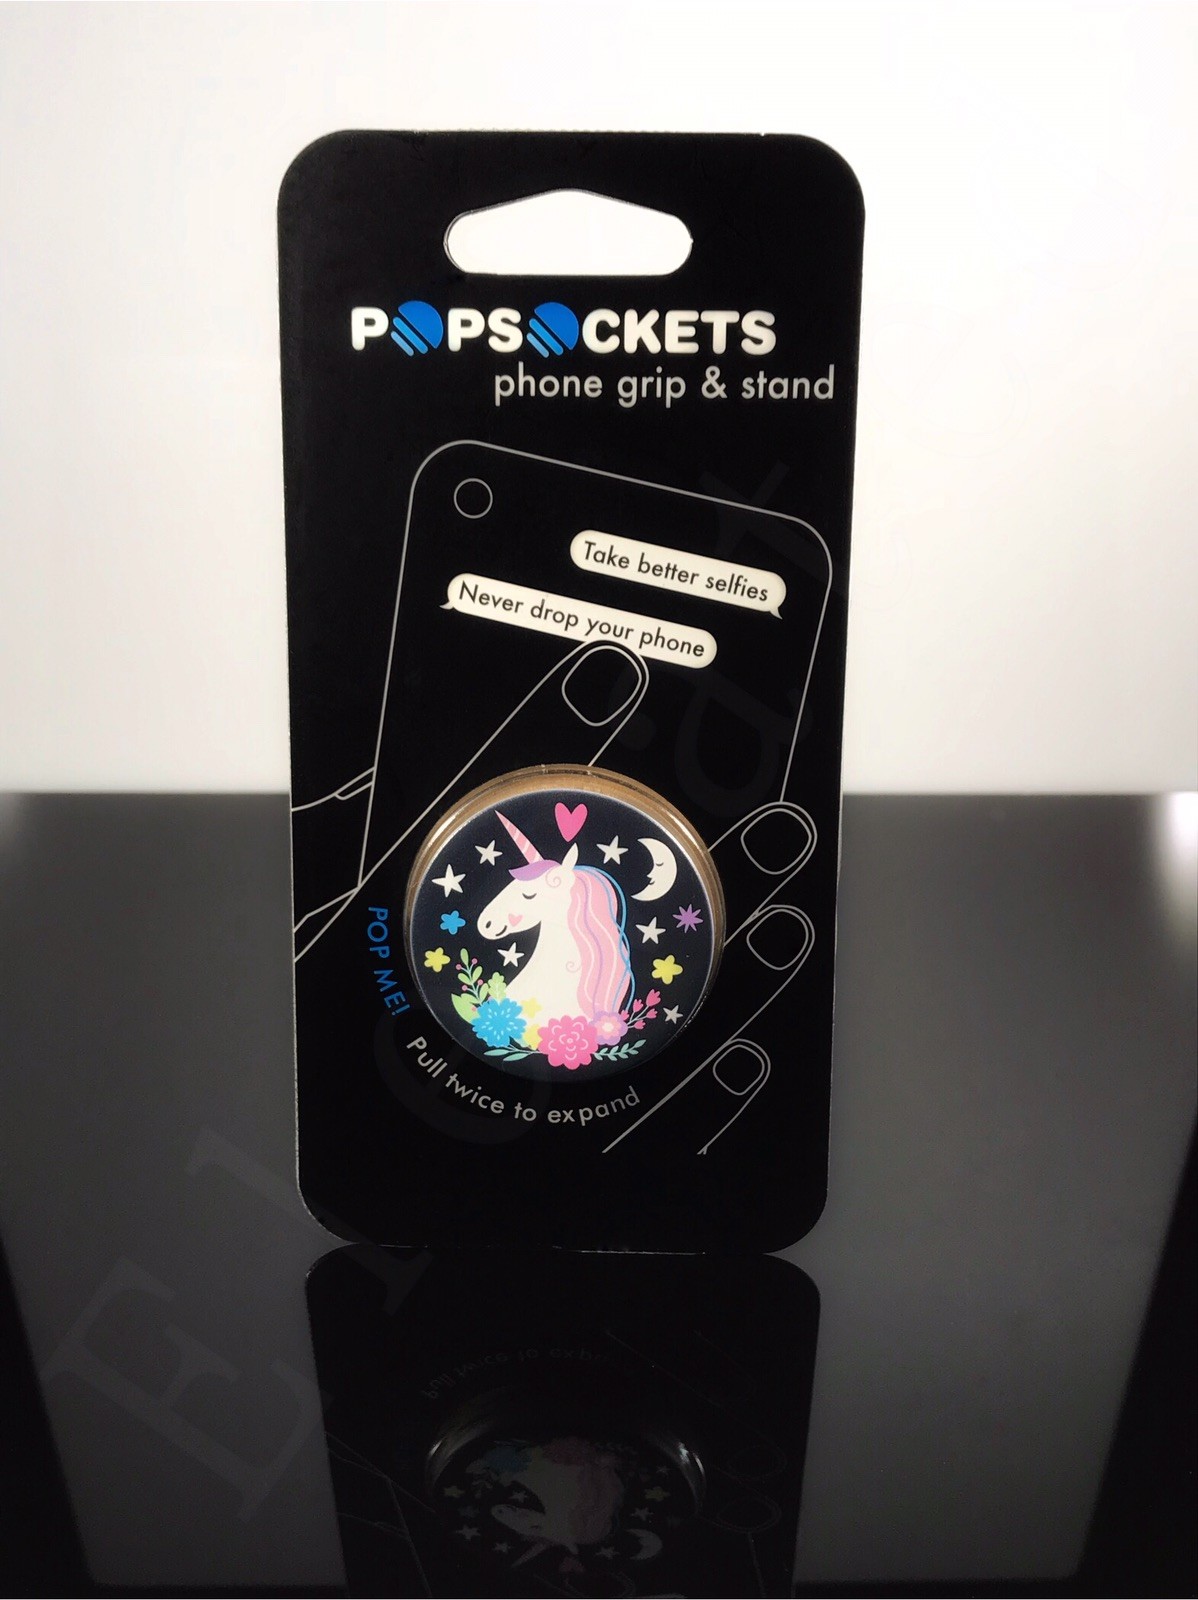 POPSOCKETS
phone grip & stand
Take better selfies
Never drop your phone
POP ME!
Pull twice to expand